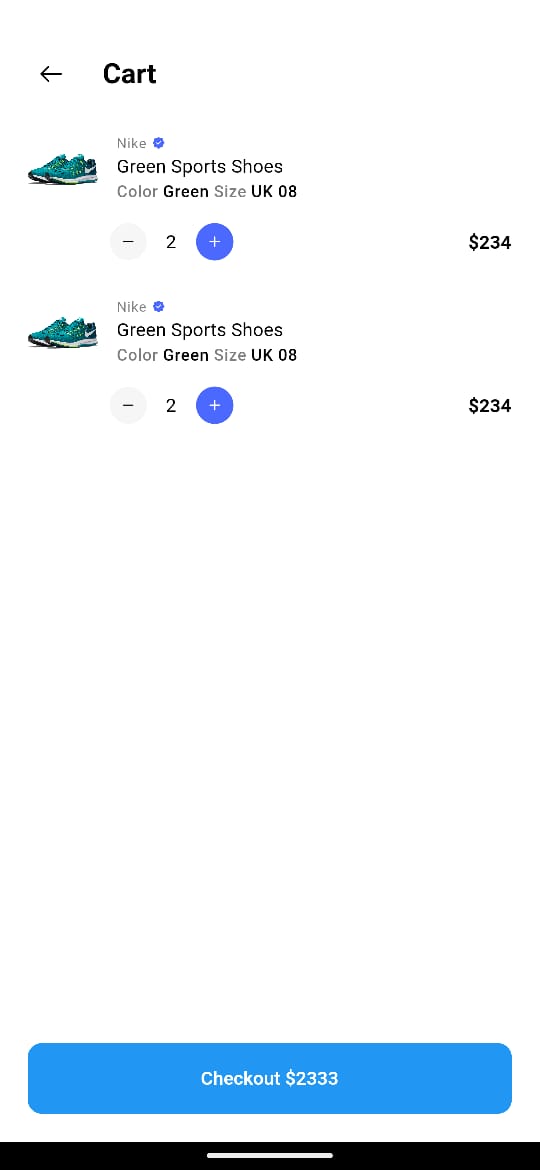 Cart
Nike
Green Sports Shoes
Color Green Size UK 08
− 2 + $234
Nike
Green Sports Shoes
Color Green Size UK 08
− 2 + $234
Checkout $2333